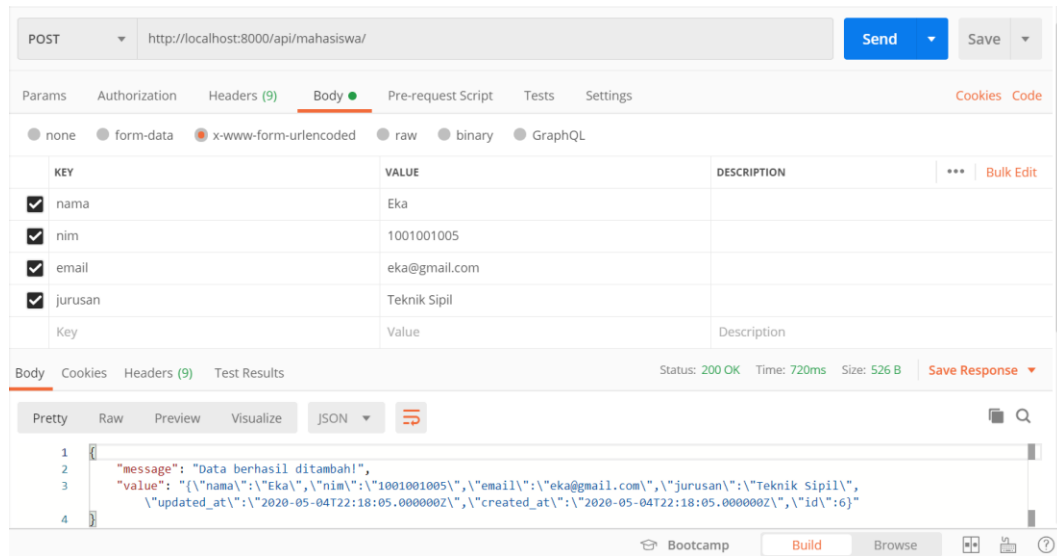 POST http://localhost:8000/api/mahasiswa/ Send Save
Params Authorization Headers (9) Body Pre-request Script Tests Settings Cookies Code
none form-data x-www-form-urlencoded raw binary GraphQL
KEY VALUE DESCRIPTION ••• Bulk Edit
nama Eka
nim 1001001005
email eka@gmail.com
jurusan Teknik Sipil
Key Value Description
Body Cookies Headers (9) Test Results Status: 200 OK Time: 720ms Size: 526 B Save Response
Pretty Raw Preview Visualize JSON
1 {
2 "message": "Data berhasil ditambah!",
3 "value": "{\"nama\":\"Eka\",\"nim\":\"1001001005\",\"email\":\"eka@gmail.com\",\"jurusan\":\"Teknik Sipil\",
\"updated_at\":\"2020-05-04T22:18:05.000000Z\",\"created_at\":\"2020-05-04T22:18:05.000000Z\",\"id\":6}"
4 }
Bootcamp Build Browse ?